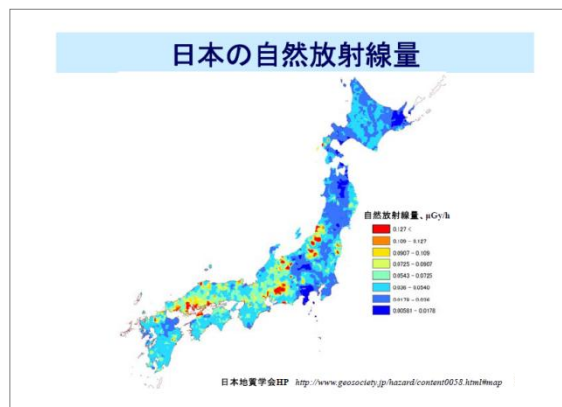 日本の自然放射線量
自然放射線量、μGy/h
0.127 <
0.109 - 0.127
0.0907 - 0.109
0.0725 - 0.0907
0.0543 - 0.0725
0.036 - 0.0543
0.0178 - 0.036
0.00581 - 0.0178
日本地質学会HP http://www.geosociety.jp/hazard/content0058.html#map